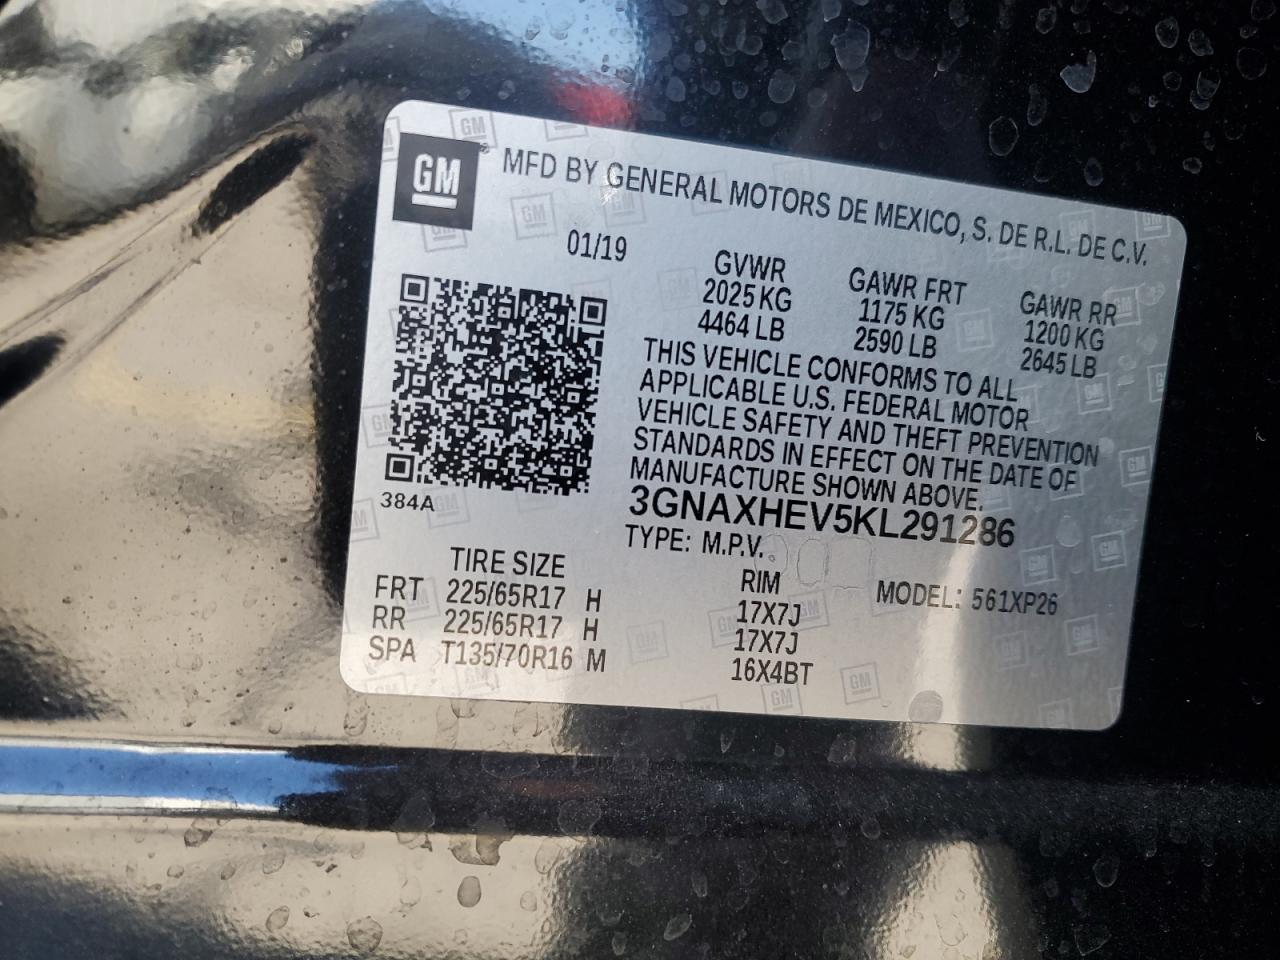 GM
MFD BY GENERAL MOTORS DE MEXICO, S. DE R.L. DE C.V.
01/19
GVWR GAWR FRT GAWR RR
2025 KG 1175 KG 1200 KG
4464 LB 2590 LB 2645 LB
THIS VEHICLE CONFORMS TO ALL
APPLICABLE U.S. FEDERAL MOTOR
VEHICLE SAFETY AND THEFT PREVENTION
STANDARDS IN EFFECT ON THE DATE OF
MANUFACTURE SHOWN ABOVE.
384A
3GNAXHEV5KL291286
TYPE: M.P.V.
MODEL: 561XP26
TIRE SIZE RIM
FRT 225/65R17 H 17X7J
RR 225/65R17 H 17X7J
SPA T135/70R16 M 16X4BT